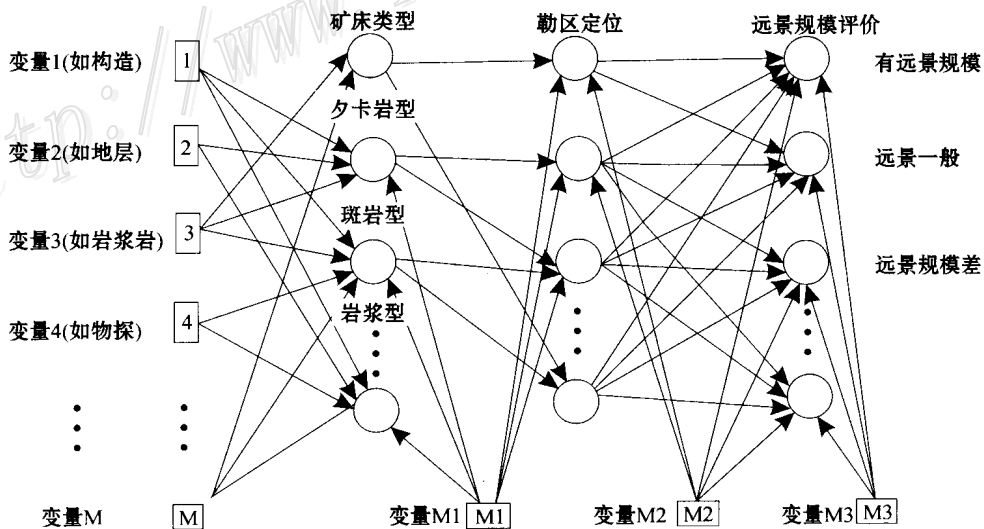 矿床类型 勒区定位 远景规模评价
变量1(如构造) 1 有远景规模
夕卡岩型
变量2(如地层) 2 远景一般
斑岩型
变量3(如岩浆岩) 3 远景规模差
岩浆型
变量4(如物探) 4
变量M M 变量M1 M1 变量M2 M2 变量M3 M3
tp://www.